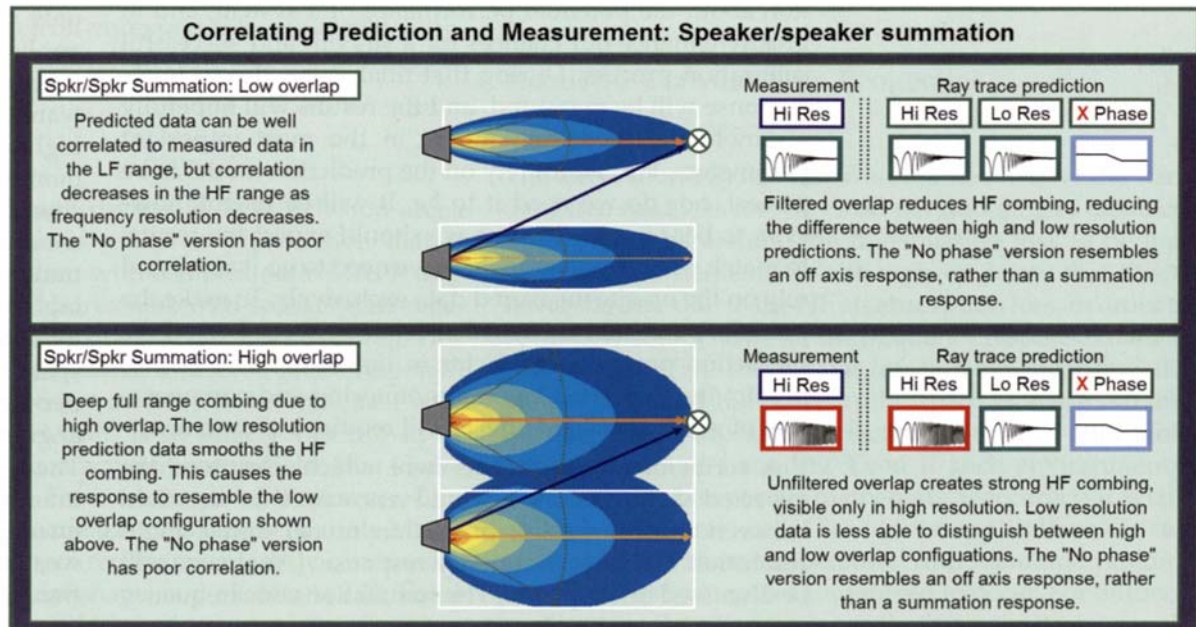 Correlating Prediction and Measurement: Speaker/speaker summation
Spkr/Spkr Summation: Low overlap
Predicted data can be well
correlated to measured data in
the LF range, but correlation
decreases in the HF range as
frequency resolution decreases.
The "No phase" version has poor
correlation.
Measurement
Ray trace prediction
Hi Res
Hi Res
Lo Res
X Phase
Filtered overlap reduces HF combing, reducing
the difference between high and low resolution
predictions. The "No phase" version resembles
an off axis response, rather than a summation
response.
Spkr/Spkr Summation: High overlap
Deep full range combing due to
high overlap.The low resolution
prediction data smooths the HF
combing. This causes the
response to resemble the low
overlap configuration shown
above. The "No phase" version
has poor correlation.
Measurement
Ray trace prediction
Hi Res
Hi Res
Lo Res
X Phase
Unfiltered overlap creates strong HF combing,
visible only in high resolution. Low resolution
data is less able to distinguish between high
and low overlap configuations. The "No phase"
version resembles an off axis response, rather
than a summation response.